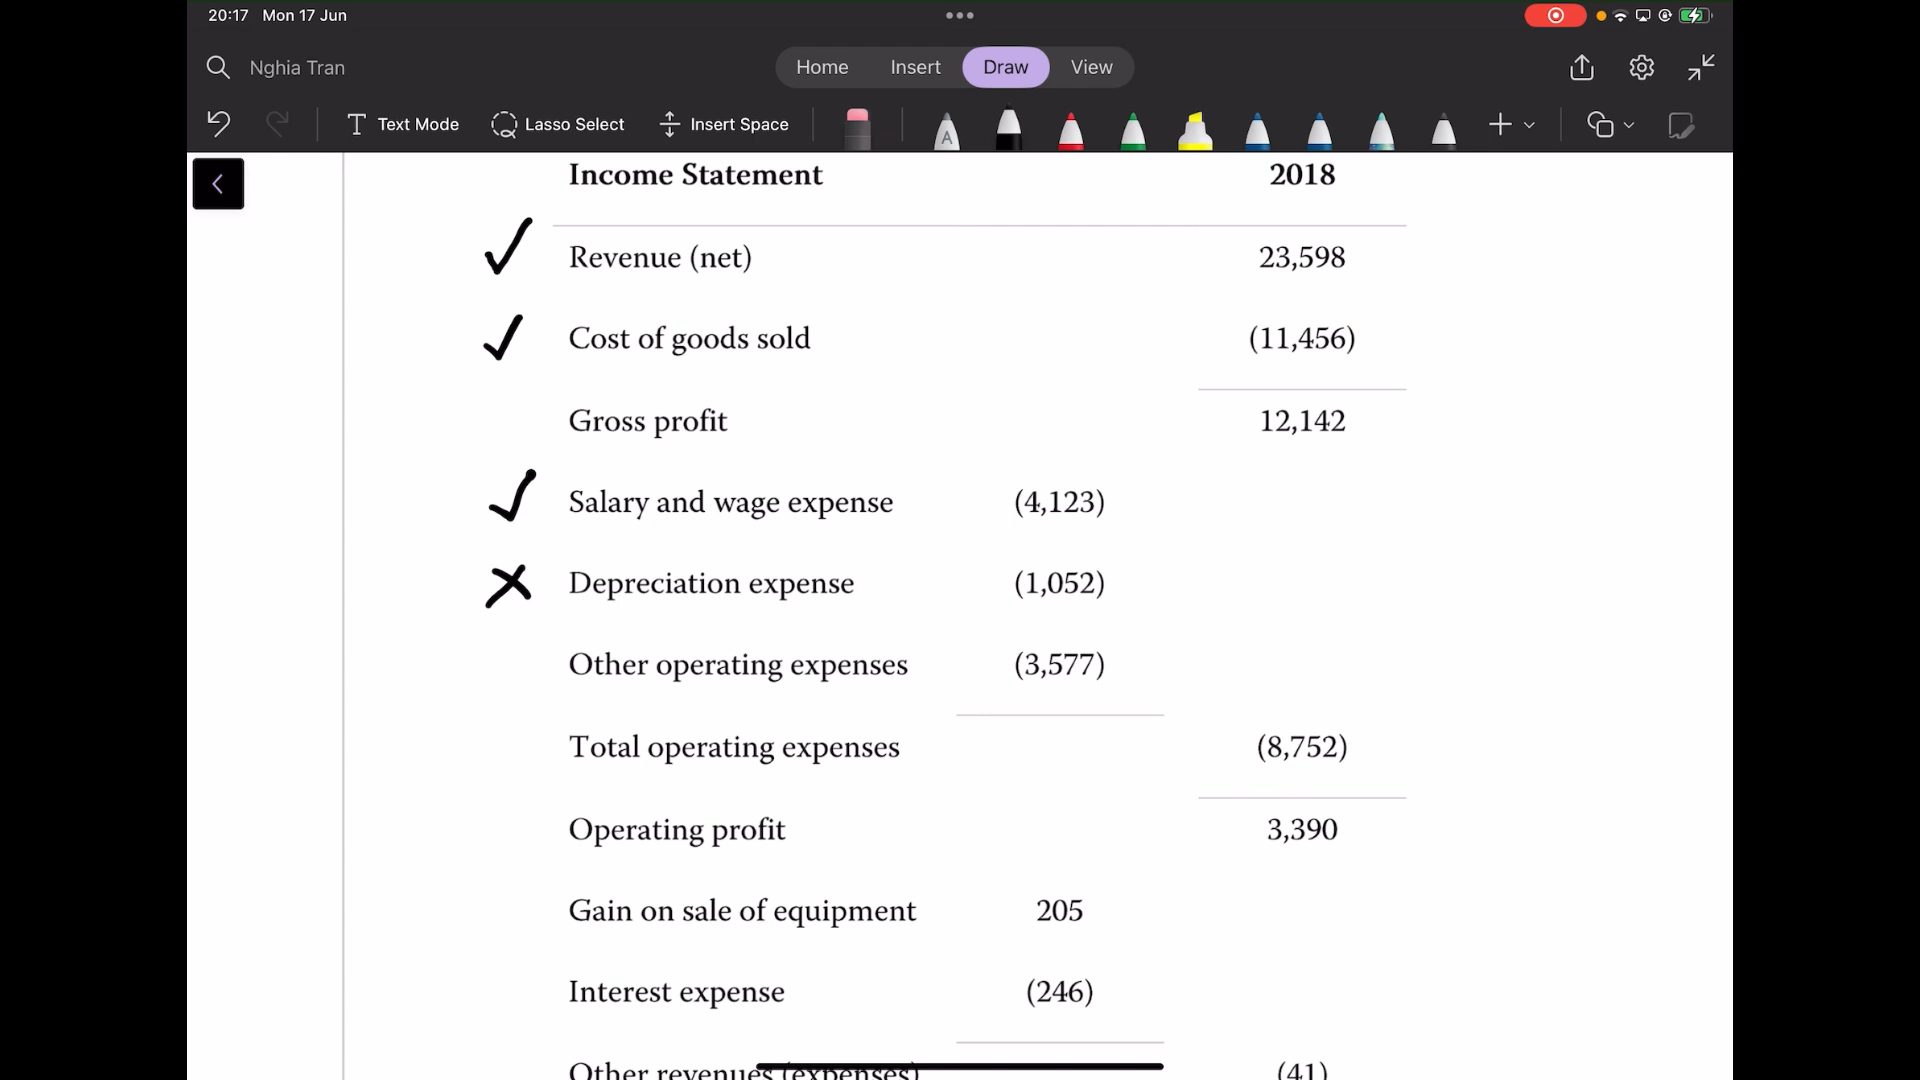 20:17 Mon 17 Jun
Nghia Tran
Home Insert Draw View
Text Mode Lasso Select Insert Space
Income Statement 2018
Revenue (net) 23,598
Cost of goods sold (11,456)
Gross profit 12,142
Salary and wage expense (4,123)
Depreciation expense (1,052)
Other operating expenses (3,577)
Total operating expenses (8,752)
Operating profit 3,390
Gain on sale of equipment 205
Interest expense (246)
Other revenues (expenses) (41)